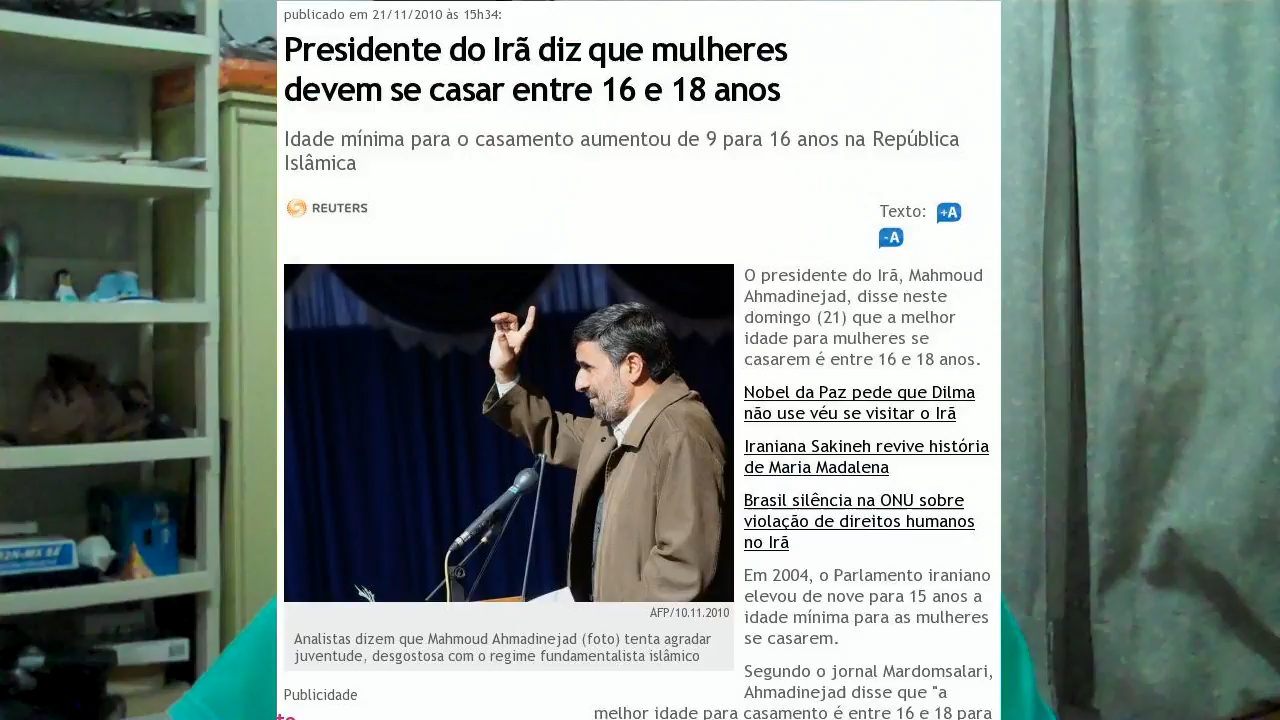 publicado em 21/11/2010 às 15h34:
Presidente do Irã diz que mulheres
devem se casar entre 16 e 18 anos
Idade mínima para o casamento aumentou de 9 para 16 anos na República
Islâmica
REUTERS
Texto: +A
-A
O presidente do Irã, Mahmoud
Ahmadinejad, disse neste
domingo (21) que a melhor
idade para mulheres se
casarem é entre 16 e 18 anos.
Nobel da Paz pede que Dilma
não use véu se visitar o Irã
Iraniana Sakineh revive história
de Maria Madalena
Brasil silência na ONU sobre
violação de direitos humanos
no Irã
Em 2004, o Parlamento iraniano
elevou de nove para 15 anos a
idade mínima para as mulheres
se casarem.
Segundo o jornal Mardomsalari,
Ahmadinejad disse que "a
melhor idade para casamento é entre 16 e 18 para
AFP/10.11.2010
Analistas dizem que Mahmoud Ahmadinejad (foto) tenta agradar
juventude, desgostosa com o regime fundamentalista islâmico
Publicidade